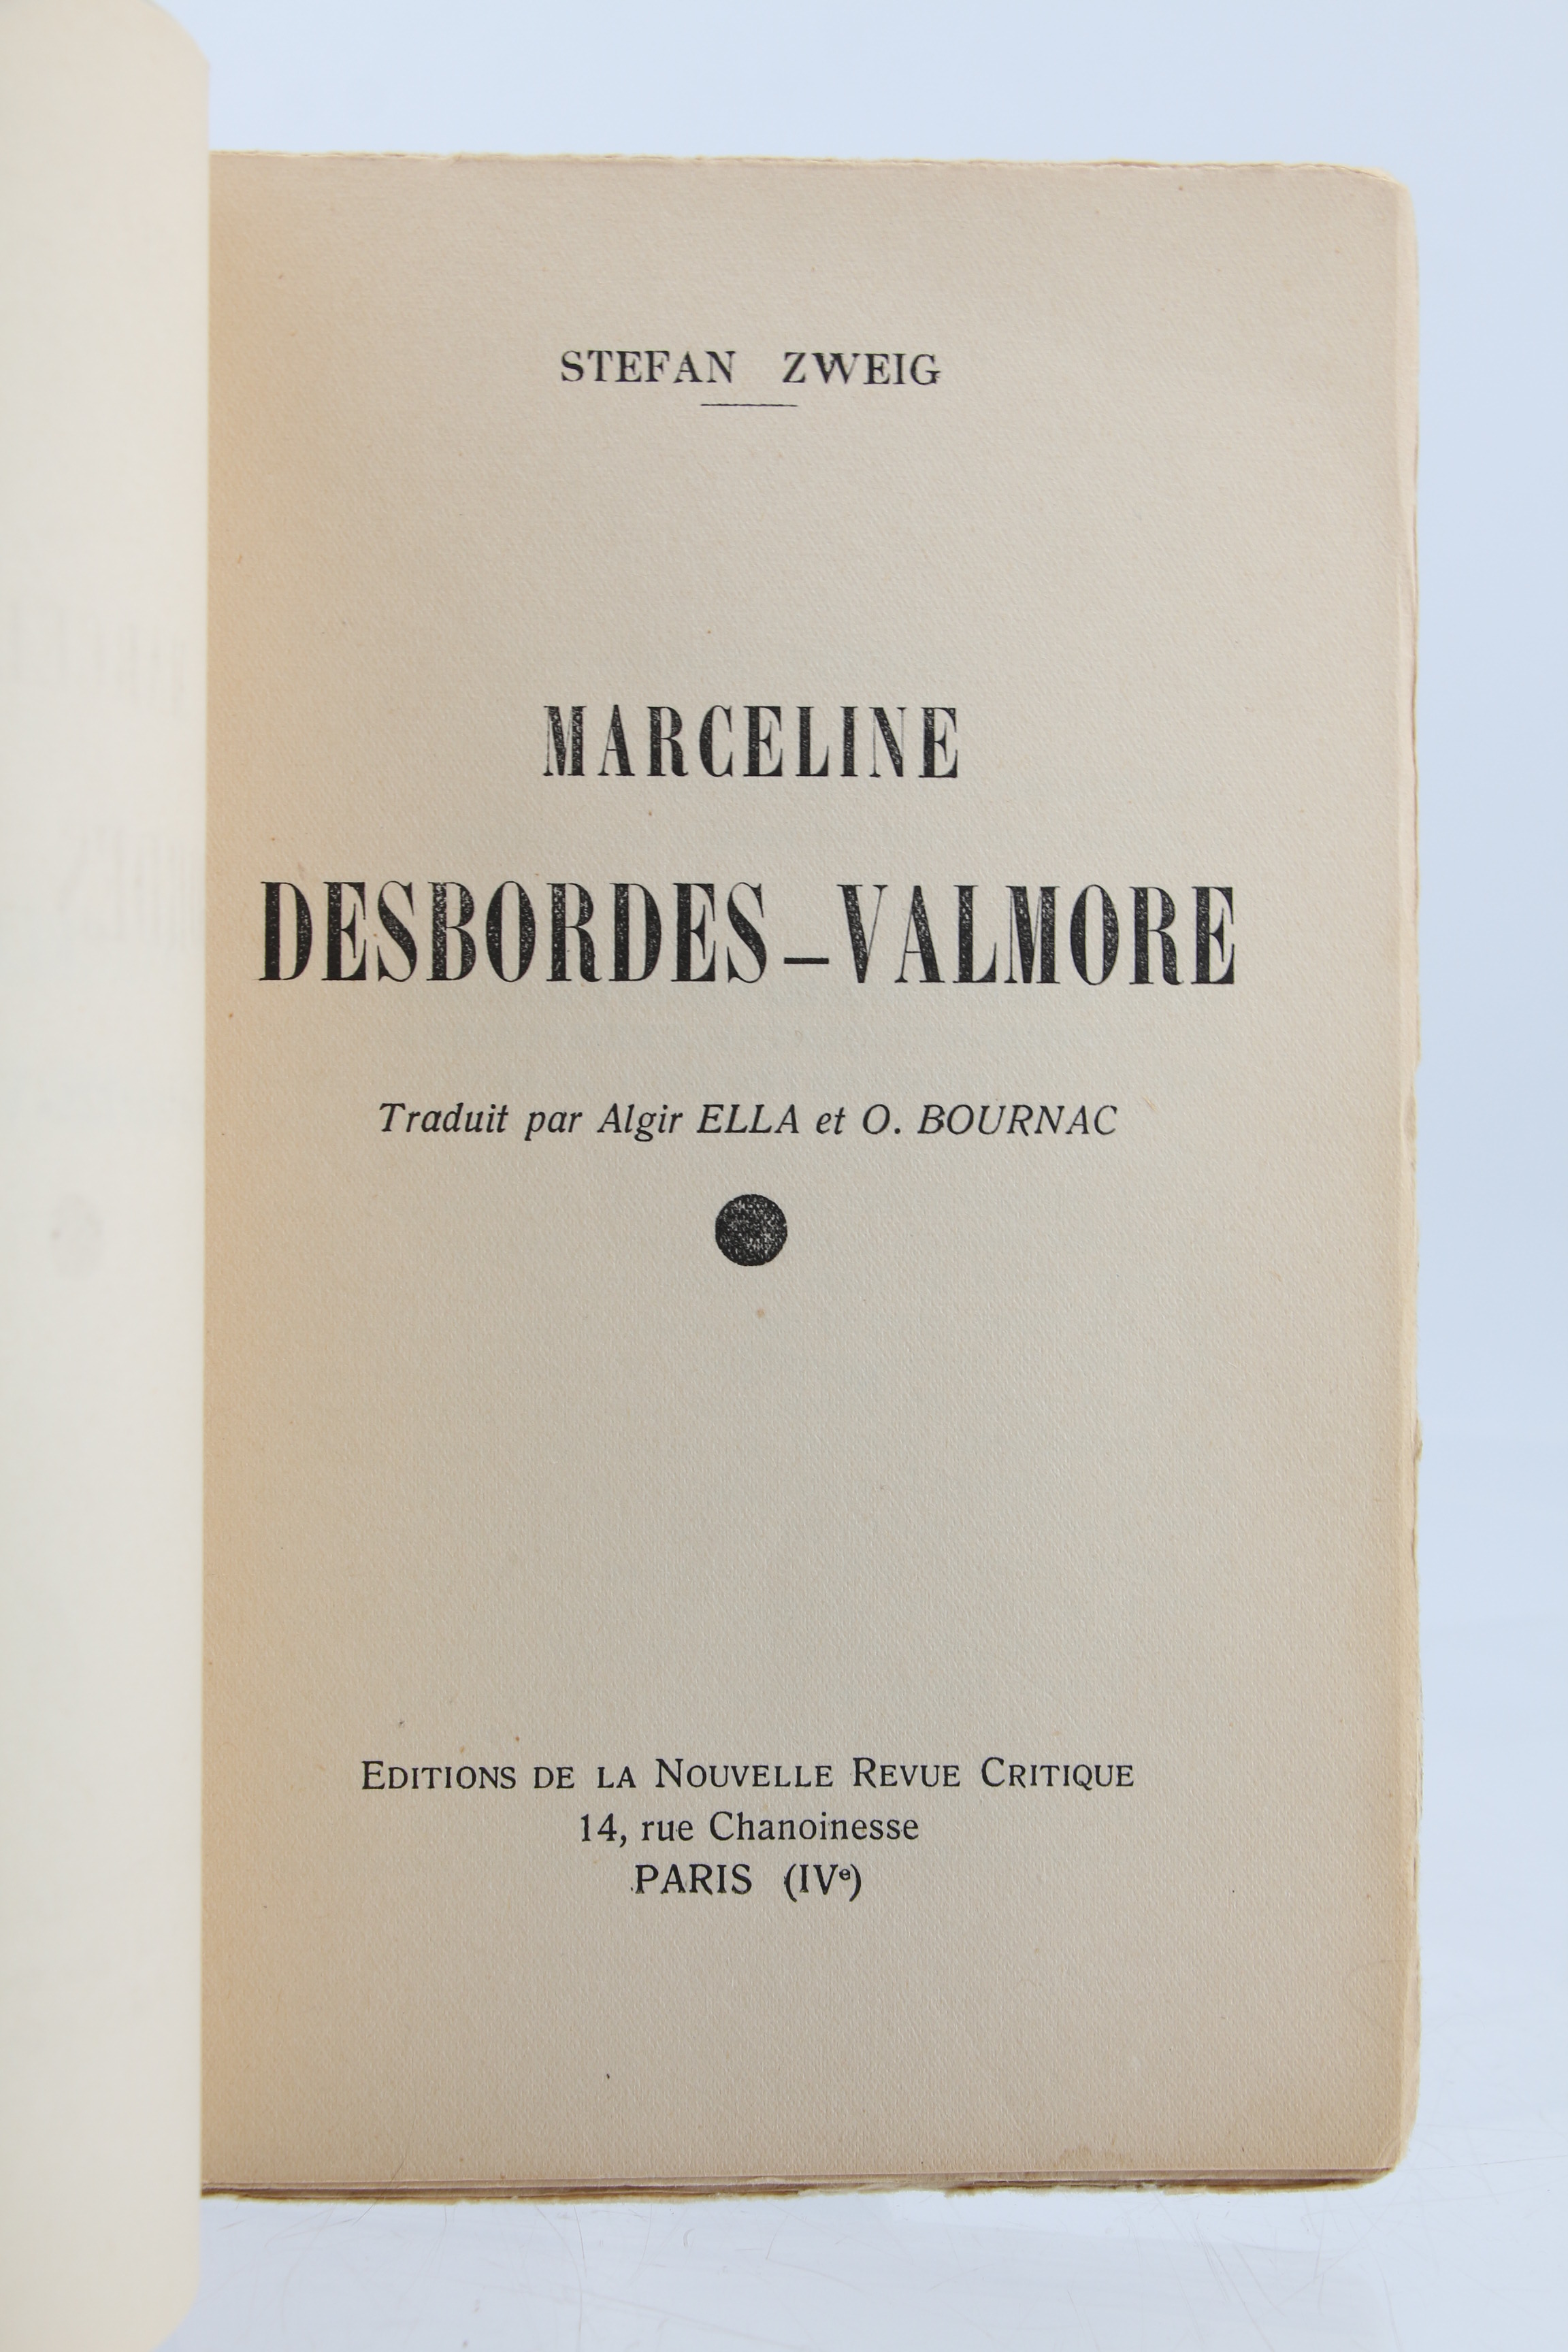 STEFAN ZWEIG
MARCELINE
DESBORDES-VALMORE
Traduit par Algir ELLA et O. BOURNAC
EDITIONS DE LA NOUVELLE REVUE CRITIQUE
14, rue Chanoinesse
PARIS (IVᵉ)